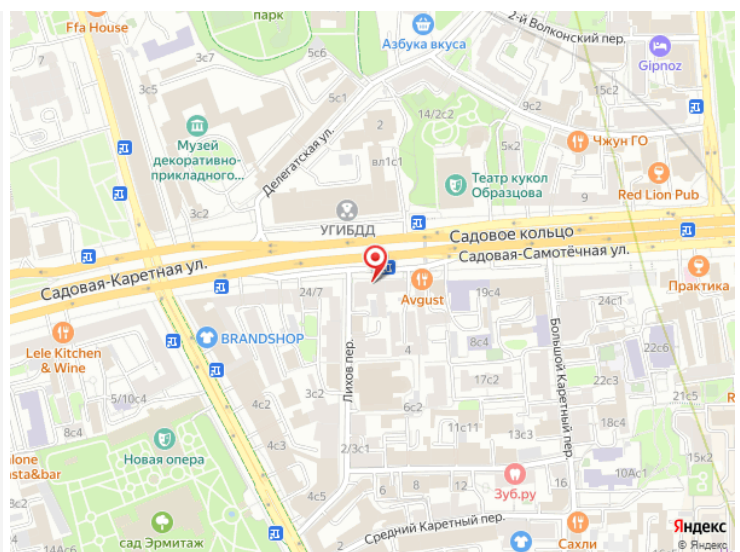 парк
Ffa House
Азбука вкуса
2-й Волконский пер.
Gipnoz
3с6
5с6
3с7
15с2
3с5
5с1
9с2
14/2с2
2
Музей
декоративно-
прикладного...
Делегатская ул.
вл1с1
5к2
Чжун ГО
Театр кукол
Образцова
9
Red Lion Pub
3с2
УГИБДД
Садовое кольцо
Садовая-Самотёчная ул.
Садовая-Каретная ул.
24/7
Avgust
19с4
24с1
Практика
Lele Kitchen
& Wine
BRANDSHOP
Лихов пер.
4
8с4
Большой Каретный пер.
22с6
5/10с4
8с4
4с2
17с2
22с3
21с5
6с2
18с4
Новая опера
4с3
2/3с1
11с11
13с3
15к2
alone
asta&bar
4с5
6
8
12
Зуб.ру
16
10Ас1
сад Эрмитаж
Средний Каретный пер.
Сахли
Яндекс
© Яндекс